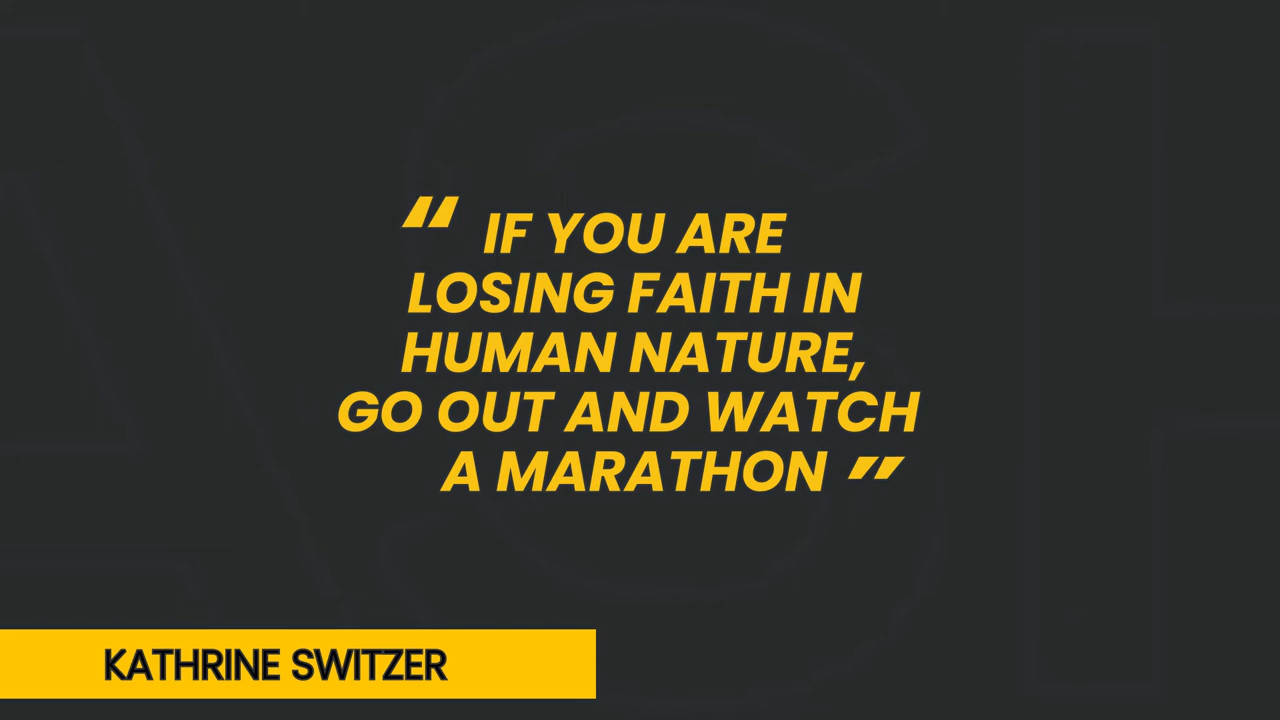 “ IF YOU ARE
LOSING FAITH IN
HUMAN NATURE,
GO OUT AND WATCH
A MARATHON ”
KATHRINE SWITZER